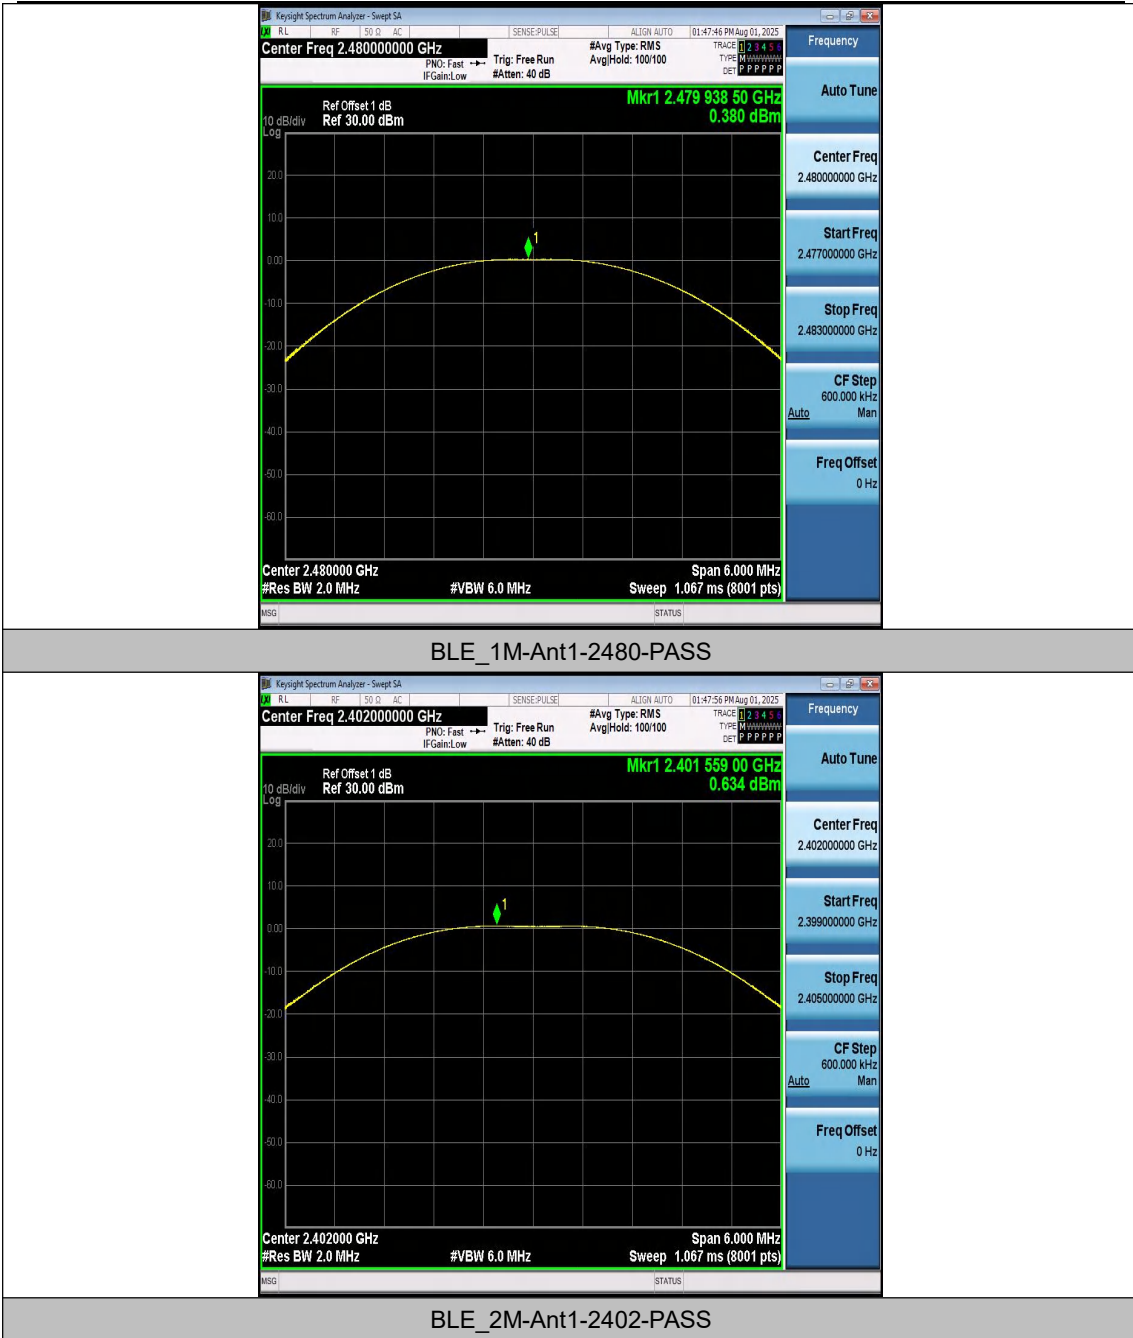 Keysight Spectrum Analyzer - Swept SA
RL RF 50 Ω AC SENSE:PULSE ALIGN AUTO 01:47:46 PM Aug 01, 2025
Center Freq 2.480000000 GHz
PNO: Fast
IFGain:Low
Trig: Free Run
#Atten: 40 dB
#Avg Type: RMS
Avg|Hold: 100/100
TRACE 1 2 3 4 5 6
TYPE M W W W W W
DET P P P P P P
Frequency
Mkr1 2.479 938 50 GHz
0.380 dBm
Ref Offset 1 dB
10 dB/div Ref 30.00 dBm
Log
20.0
10.0
0.00
-10.0
-20.0
-30.0
-40.0
-50.0
-60.0
1
Center 2.480000 GHz Span 6.000 MHz
#Res BW 2.0 MHz #VBW 6.0 MHz Sweep 1.067 ms (8001 pts)
Auto Tune
Center Freq
2.480000000 GHz
Start Freq
2.477000000 GHz
Stop Freq
2.483000000 GHz
CF Step
600.000 kHz
Auto Man
Freq Offset
0 Hz
MSG STATUS
BLE_1M-Ant1-2480-PASS
Keysight Spectrum Analyzer - Swept SA
RL RF 50 Ω AC SENSE:PULSE ALIGN AUTO 01:47:56 PM Aug 01, 2025
Center Freq 2.402000000 GHz
PNO: Fast
IFGain:Low
Trig: Free Run
#Atten: 40 dB
#Avg Type: RMS
Avg|Hold: 100/100
TRACE 1 2 3 4 5 6
TYPE M W W W W W
DET P P P P P P
Frequency
Mkr1 2.401 559 00 GHz
0.634 dBm
Ref Offset 1 dB
10 dB/div Ref 30.00 dBm
Log
20.0
10.0
0.00
-10.0
-20.0
-30.0
-40.0
-50.0
-60.0
1
Center 2.402000 GHz Span 6.000 MHz
#Res BW 2.0 MHz #VBW 6.0 MHz Sweep 1.067 ms (8001 pts)
Auto Tune
Center Freq
2.402000000 GHz
Start Freq
2.399000000 GHz
Stop Freq
2.405000000 GHz
CF Step
600.000 kHz
Auto Man
Freq Offset
0 Hz
MSG STATUS
BLE_2M-Ant1-2402-PASS